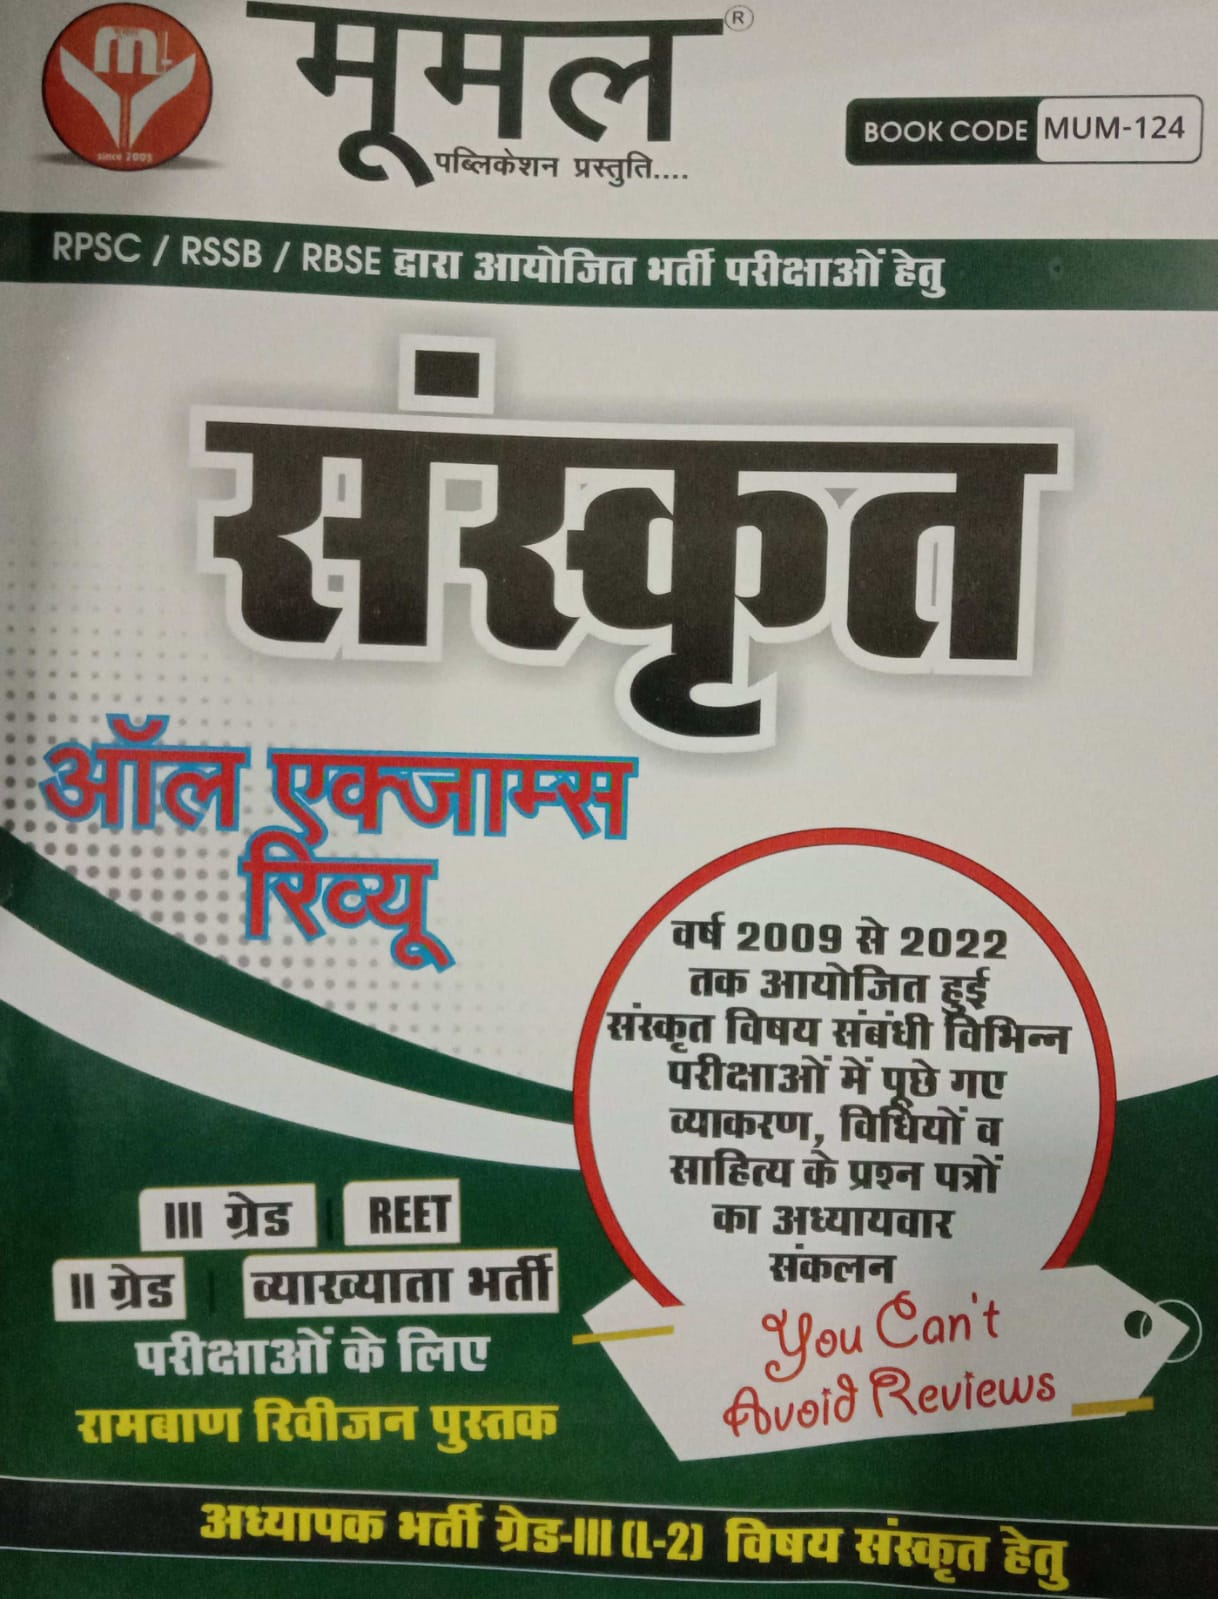 मूमल ®
पब्लिकेशन प्रस्तुति....
since 2005
BOOK CODE MUM-124
RPSC / RSSB / RBSE द्वारा आयोजित भर्ती परीक्षाओं हेतु
संस्कृत
ऑल एक्जाम्स
रिव्यू
वर्ष 2009 से 2022
तक आयोजित हुई
संस्कृत विषय संबंधी विभिन्न
परीक्षाओं में पूछे गए
व्याकरण, विधियों व
साहित्य के प्रश्न पत्रों
का अध्यायवार
संकलन
You Can't
Avoid Reviews
III ग्रेड | REET
II ग्रेड | व्याख्याता भर्ती
परीक्षाओं के लिए
रामबाण रिवीजन पुस्तक
अध्यापक भर्ती ग्रेड-III (L-2) विषय संस्कृत हेतु